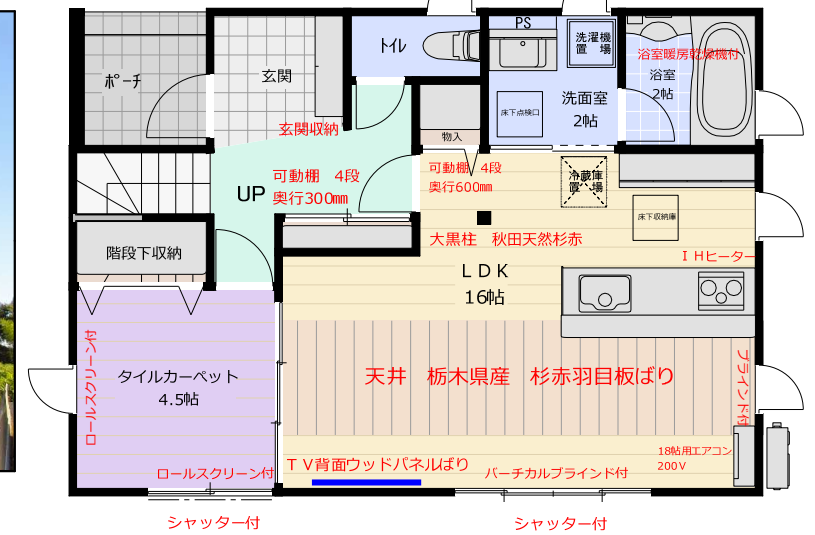 PS
トイレ
洗濯機
置　場
浴室暖房乾燥機付
浴室
2帖
ポーチ
玄関
洗面室
2帖
床下点検口
玄関収納
物入
可動棚　4段
奥行300㎜
可動棚　4段
奥行600㎜
冷蔵庫
置　場
UP
床下収納庫
大黒柱　秋田天然杉赤
階段下収納
ＩＨヒーター
ＬＤＫ
16帖
天井　栃木県産　杉赤羽目板ばり
タイルカーペット
4.5帖
ロールスクリーン付
ブラインド付
18帖用エアコン
200Ｖ
ロールスクリーン付
ＴＶ背面ウッドパネルばり
バーチカルブラインド付
シャッター付
シャッター付